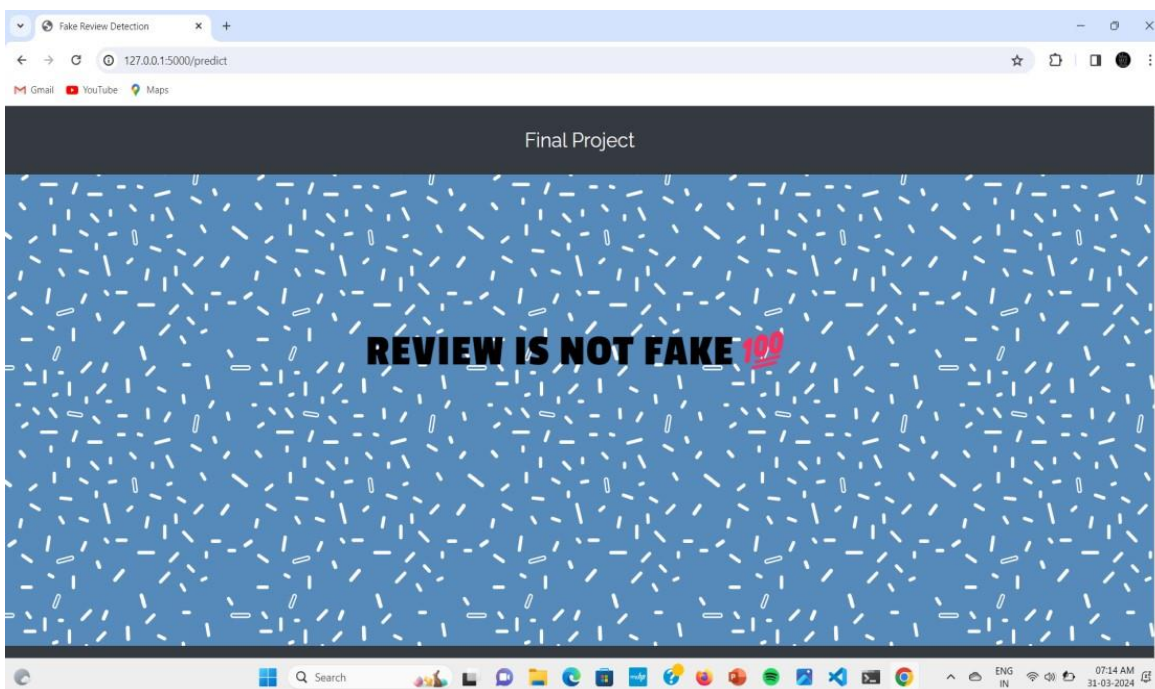 Fake Review Detection
127.0.0.1:5000/predict
Gmail YouTube Maps
Final Project
REVIEW IS NOT FAKE 💯
Search
ENG
IN
07:14 AM
31-03-2024